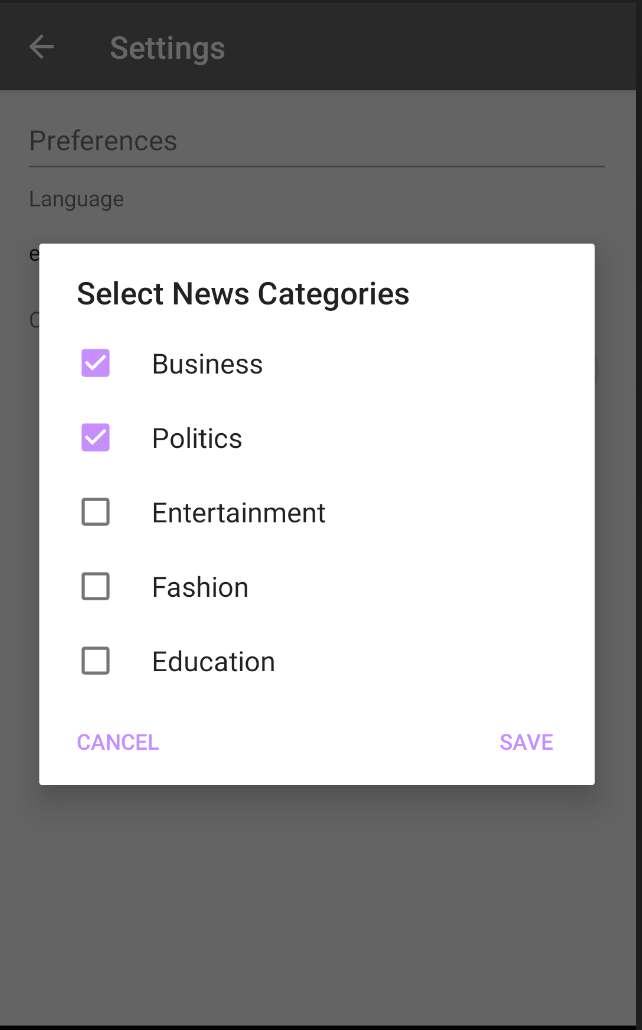 Settings
Preferences
Language
Select News Categories
Business
Politics
Entertainment
Fashion
Education
CANCEL
SAVE